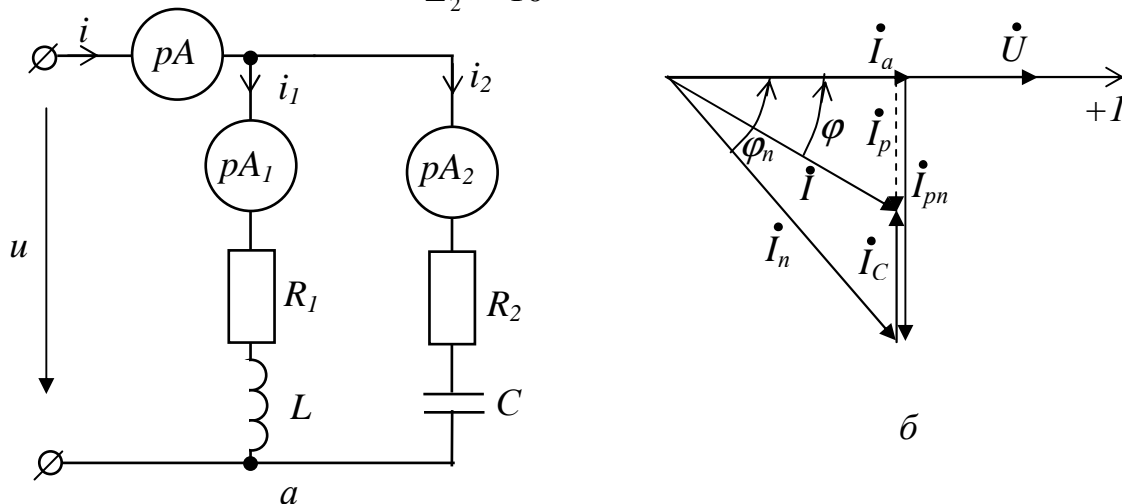 i
pA
i1
i2
pA1
pA2
u
R1
R2
L
C
а
İa
U̇
+1
İp
φ
φn
İ
İpn
İn
İC
б